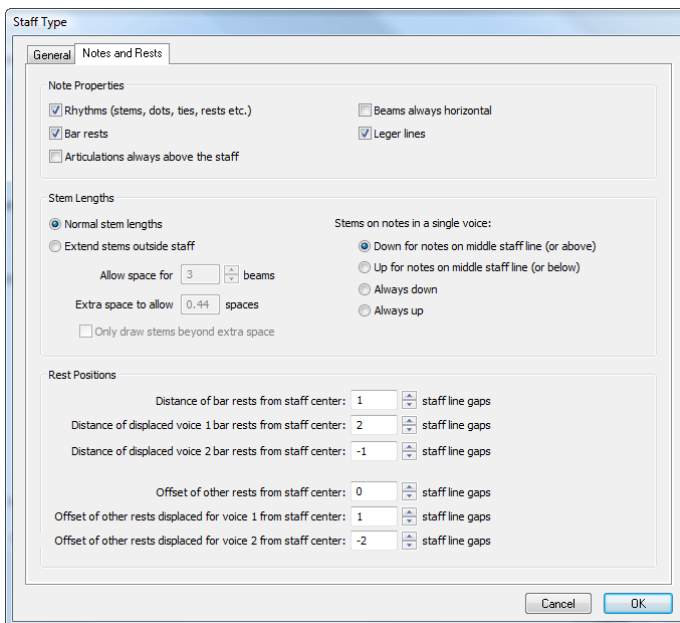 Staff Type
General Notes and Rests
Note Properties
Rhythms (stems, dots, ties, rests etc.) Beams always horizontal
Bar rests Leger lines
Articulations always above the staff
Stem Lengths
Normal stem lengths Stems on notes in a single voice:
Extend stems outside staff Down for notes on middle staff line (or above)
Allow space for 3 beams Up for notes on middle staff line (or below)
Extra space to allow 0.44 spaces Always down
Only draw stems beyond extra space Always up
Rest Positions
Distance of bar rests from staff center: 1 staff line gaps
Distance of displaced voice 1 bar rests from staff center: 2 staff line gaps
Distance of displaced voice 2 bar rests from staff center: -1 staff line gaps
Offset of other rests from staff center: 0 staff line gaps
Offset of other rests displaced for voice 1 from staff center: 1 staff line gaps
Offset of other rests displaced for voice 2 from staff center: -2 staff line gaps
Cancel OK